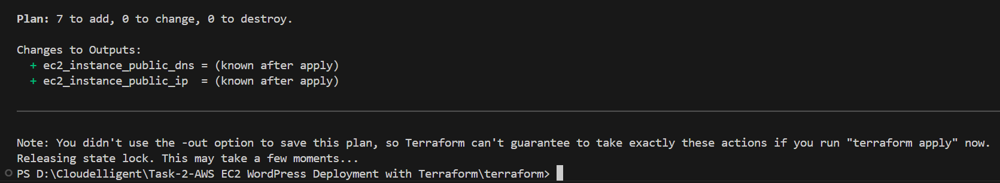 Plan: 7 to add, 0 to change, 0 to destroy.
Changes to Outputs:
+ ec2_instance_public_dns = (known after apply)
+ ec2_instance_public_ip  = (known after apply)
Note: You didn't use the -out option to save this plan, so Terraform can't guarantee to take exactly these actions if you run "terraform apply" now.
Releasing state lock. This may take a few moments...
PS D:\Cloudelligent\Task-2-AWS EC2 WordPress Deployment with Terraform\terraform>